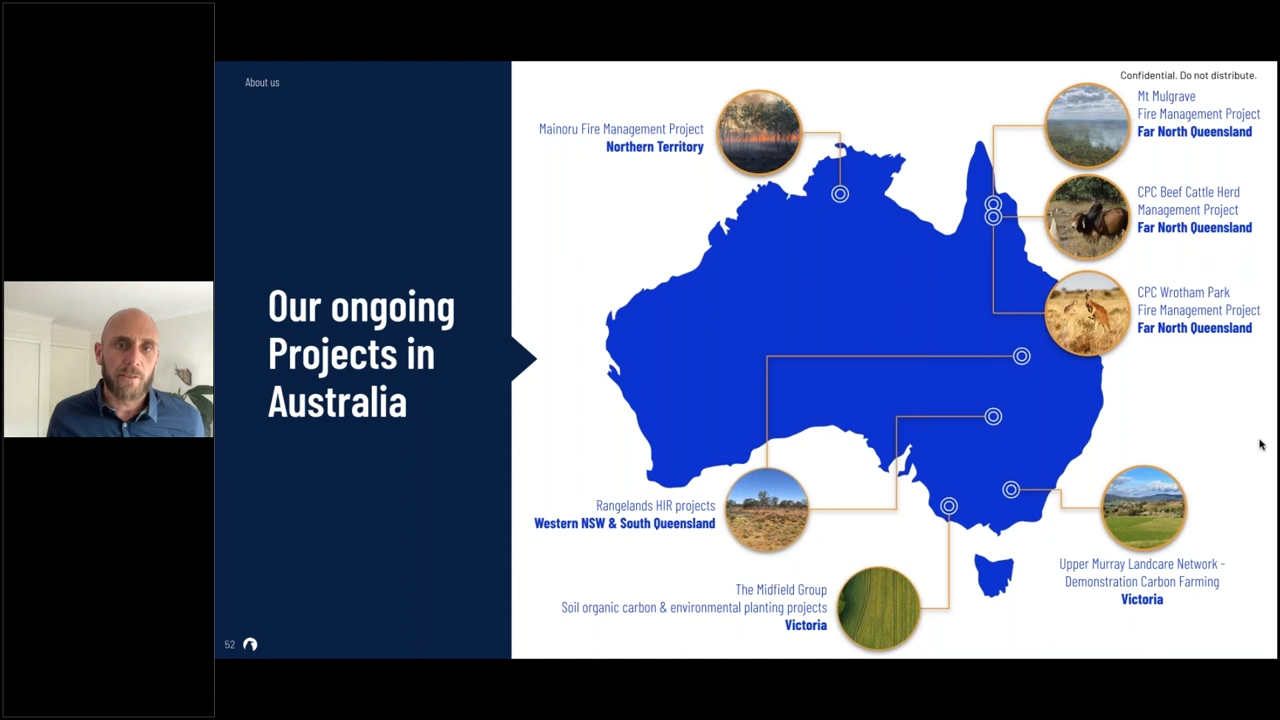 About us
Confidential. Do not distribute.
Our ongoing
Projects in
Australia
Mainoru Fire Management Project
Northern Territory
Mt Mulgrave
Fire Management Project
Far North Queensland
CPC Beef Cattle Herd
Management Project
Far North Queensland
CPC Wrotham Park
Fire Management Project
Far North Queensland
Rangelands HIR projects
Western NSW & South Queensland
Upper Murray Landcare Network -
Demonstration Carbon Farming
Victoria
The Midfield Group
Soil organic carbon & environmental planting projects
Victoria
52